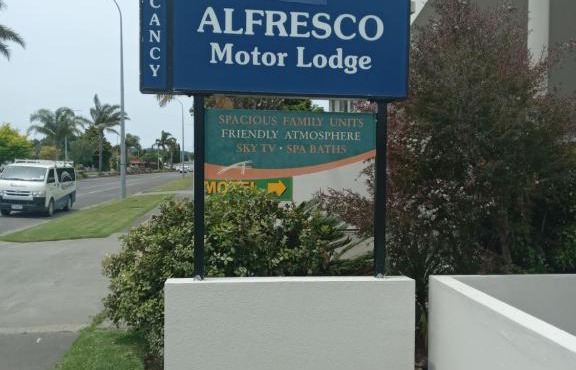 CANCY
ALFRESCO
Motor Lodge
SPACIOUS FAMILY UNITS
FRIENDLY ATMOSPHERE
SKY TV • SPA BATHS
MOTEL